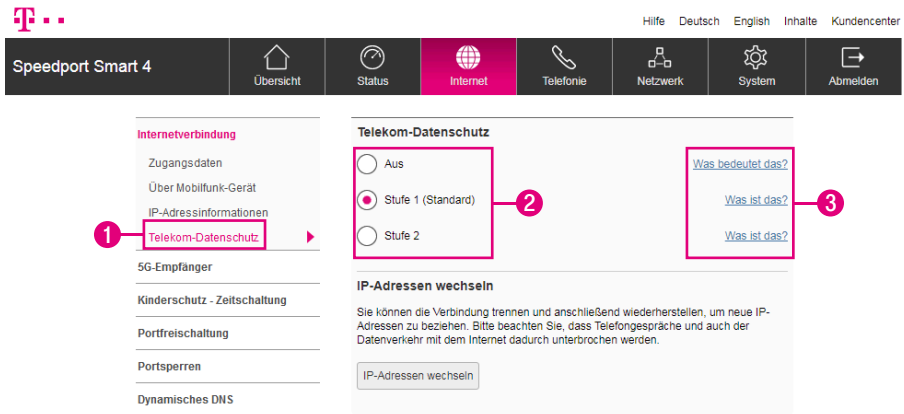 T
Hilfe Deutsch English Inhalte Kundencenter
Speedport Smart 4
Übersicht
Status
Internet
Telefonie
Netzwerk
System
Abmelden
Internetverbindung
Zugangsdaten
Über Mobilfunk-Gerät
IP-Adressinformationen
1
Telekom-Datenschutz
5G-Empfänger
Kinderschutz - Zeitschaltung
Portfreischaltung
Portsperren
Dynamisches DNS
Telekom-Datenschutz
Aus
Was bedeutet das?
Stufe 1 (Standard)
2
Was ist das?
3
Stufe 2
Was ist das?
IP-Adressen wechseln
Sie können die Verbindung trennen und anschließend wiederherstellen, um neue IP-
Adressen zu beziehen. Bitte beachten Sie, dass Telefongespräche und auch der
Datenverkehr mit dem Internet dadurch unterbrochen werden.
IP-Adressen wechseln